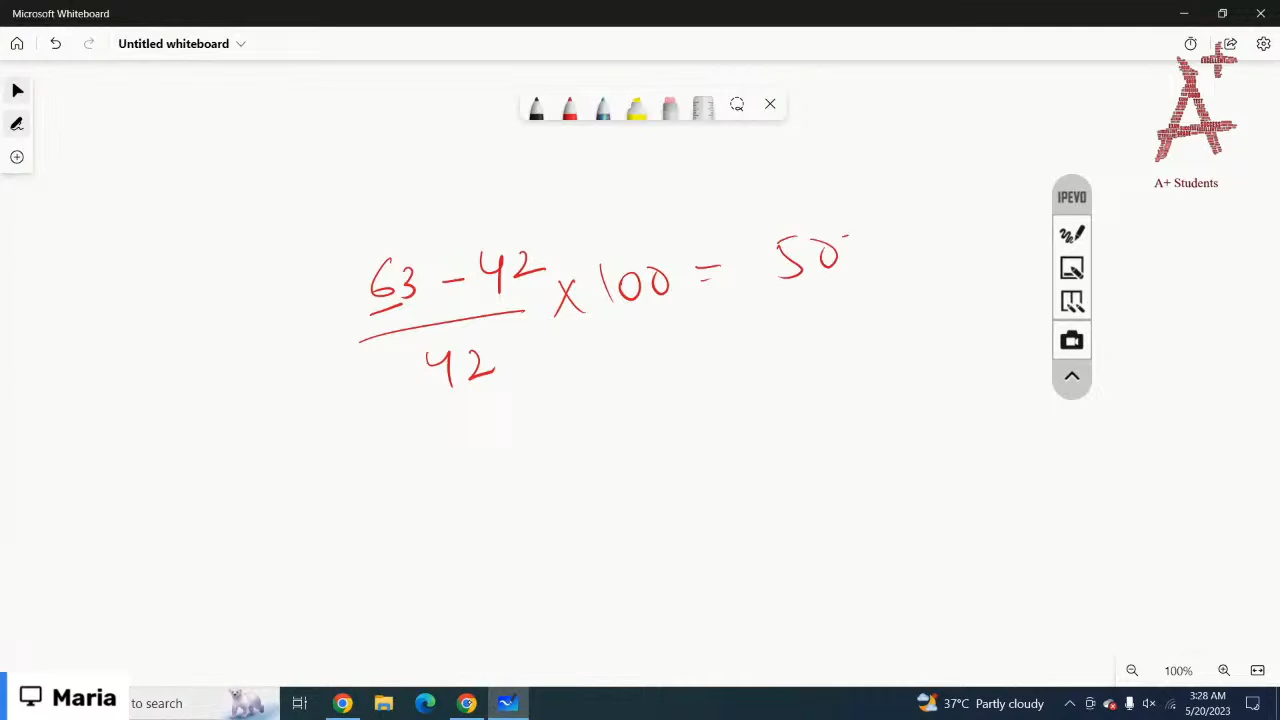 Microsoft Whiteboard
Untitled whiteboard
A+ Students
IPEVO
63 - 42 × 100 = 50
42
100%
Maria
to search
37°C Partly cloudy
3:28 AM
5/20/2023